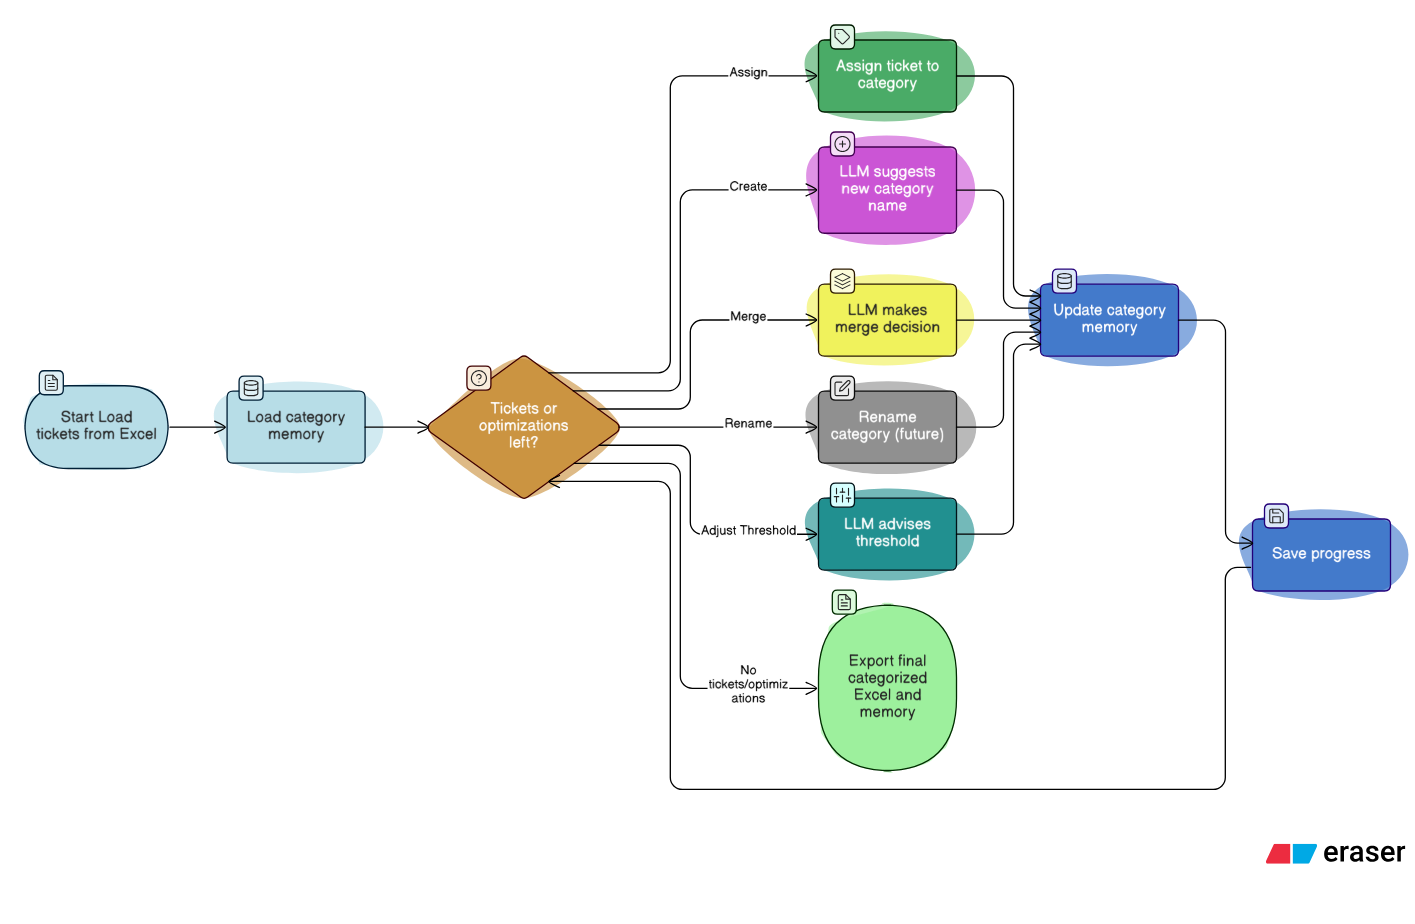 Assign
Assign ticket to
category
Create
LLM suggests
new category
name
Merge
LLM makes
merge decision
Update category
memory
Start Load
tickets from Excel
Load category
memory
Tickets or
optimizations
left?
Rename
Rename
category (future)
Adjust Threshold
LLM advises
threshold
Save progress
No
tickets/optimiz
ations
Export final
categorized
Excel and
memory
eraser